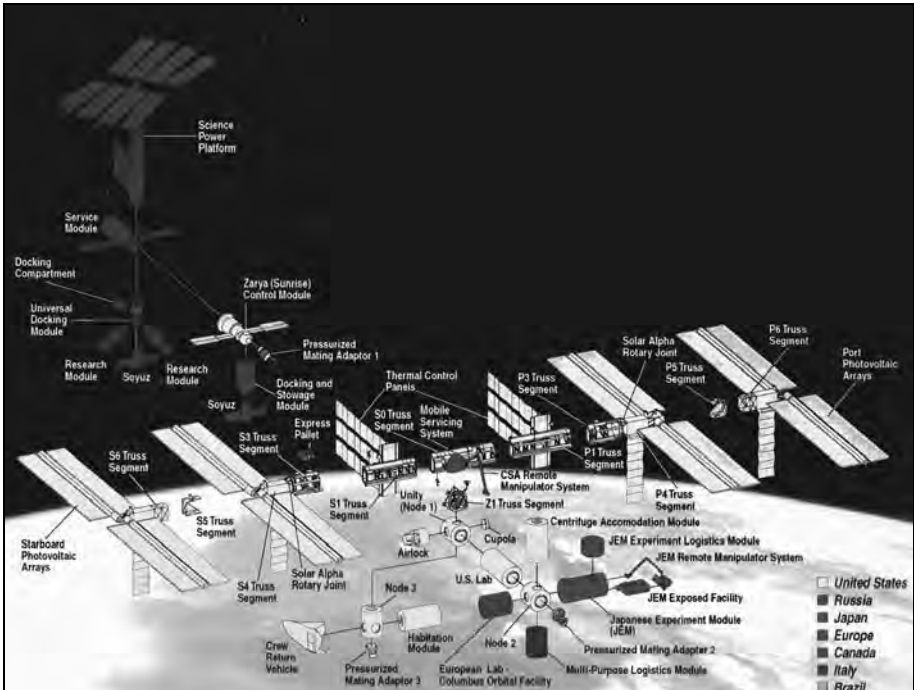 Science
Power
Platform
Service
Module
Docking
Compartment
Universal
Docking
Module
Research
Module
Soyuz
Research
Module
Zarya (Sunrise)
Control Module
Pressurized
Mating Adaptor 1
Docking and
Stowage
Module
Soyuz
Thermal Control
Panels
S0 Truss
Segment
Mobile
Servicing
System
P3 Truss
Segment
Solar Alpha
Rotary Joint
P5 Truss
Segment
P6 Truss
Segment
Port
Photovoltaic
Arrays
S3 Truss
Segment
Express
Pallet
S6 Truss
Segment
S5 Truss
Segment
Starboard
Photovoltaic
Arrays
S4 Truss
Segment
Solar Alpha
Rotary Joint
S1 Truss
Segment
Unity
(Node 1)
CSA Remote
Manipulator System
Z1 Truss Segment
P1 Truss
Segment
P4 Truss
Segment
Centrifuge Accomodation Module
JEM Experiment Logistics Module
JEM Remote Manipulator System
JEM Exposed Facility
Airlock
Cupola
U.S. Lab
Node 3
Habitation
Module
Crew
Return
Vehicle
Pressurized
Mating Adaptor 3
Node 2
European Lab -
Columbus Orbital Facility
Japanese Experiment Module
(JEM)
Pressurized Mating Adaptor 2
Multi-Purpose Logistics Module
United States
Russia
Japan
Europe
Canada
Italy
Brazil